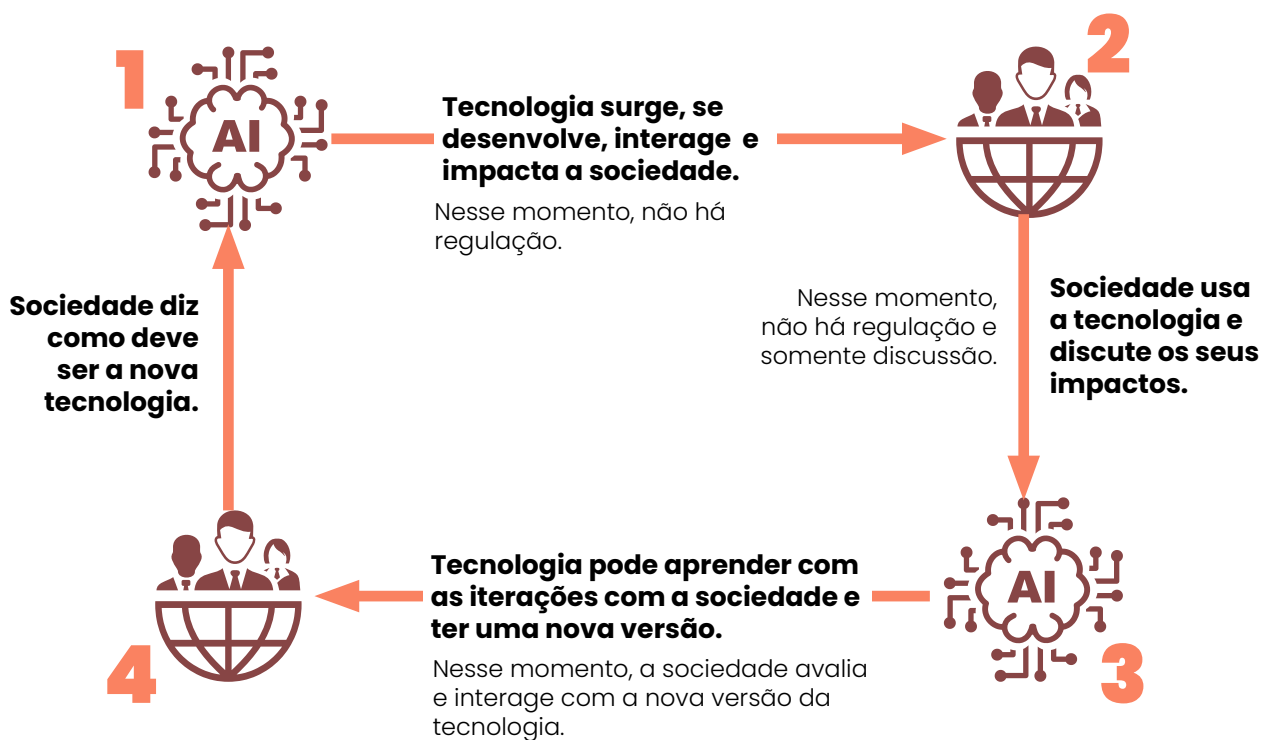 1
AI
Tecnologia surge, se
desenvolve, interage e
impacta a sociedade.
Nesse momento, não há
regulação.
2
Nesse momento,
não há regulação e
somente discussão.
Sociedade usa
a tecnologia e
discute os seus
impactos.
AI
3
Tecnologia pode aprender com
as iterações com a sociedade e
ter uma nova versão.
Nesse momento, a sociedade avalia
e interage com a nova versão da
tecnologia.
4
Sociedade diz
como deve
ser a nova
tecnologia.